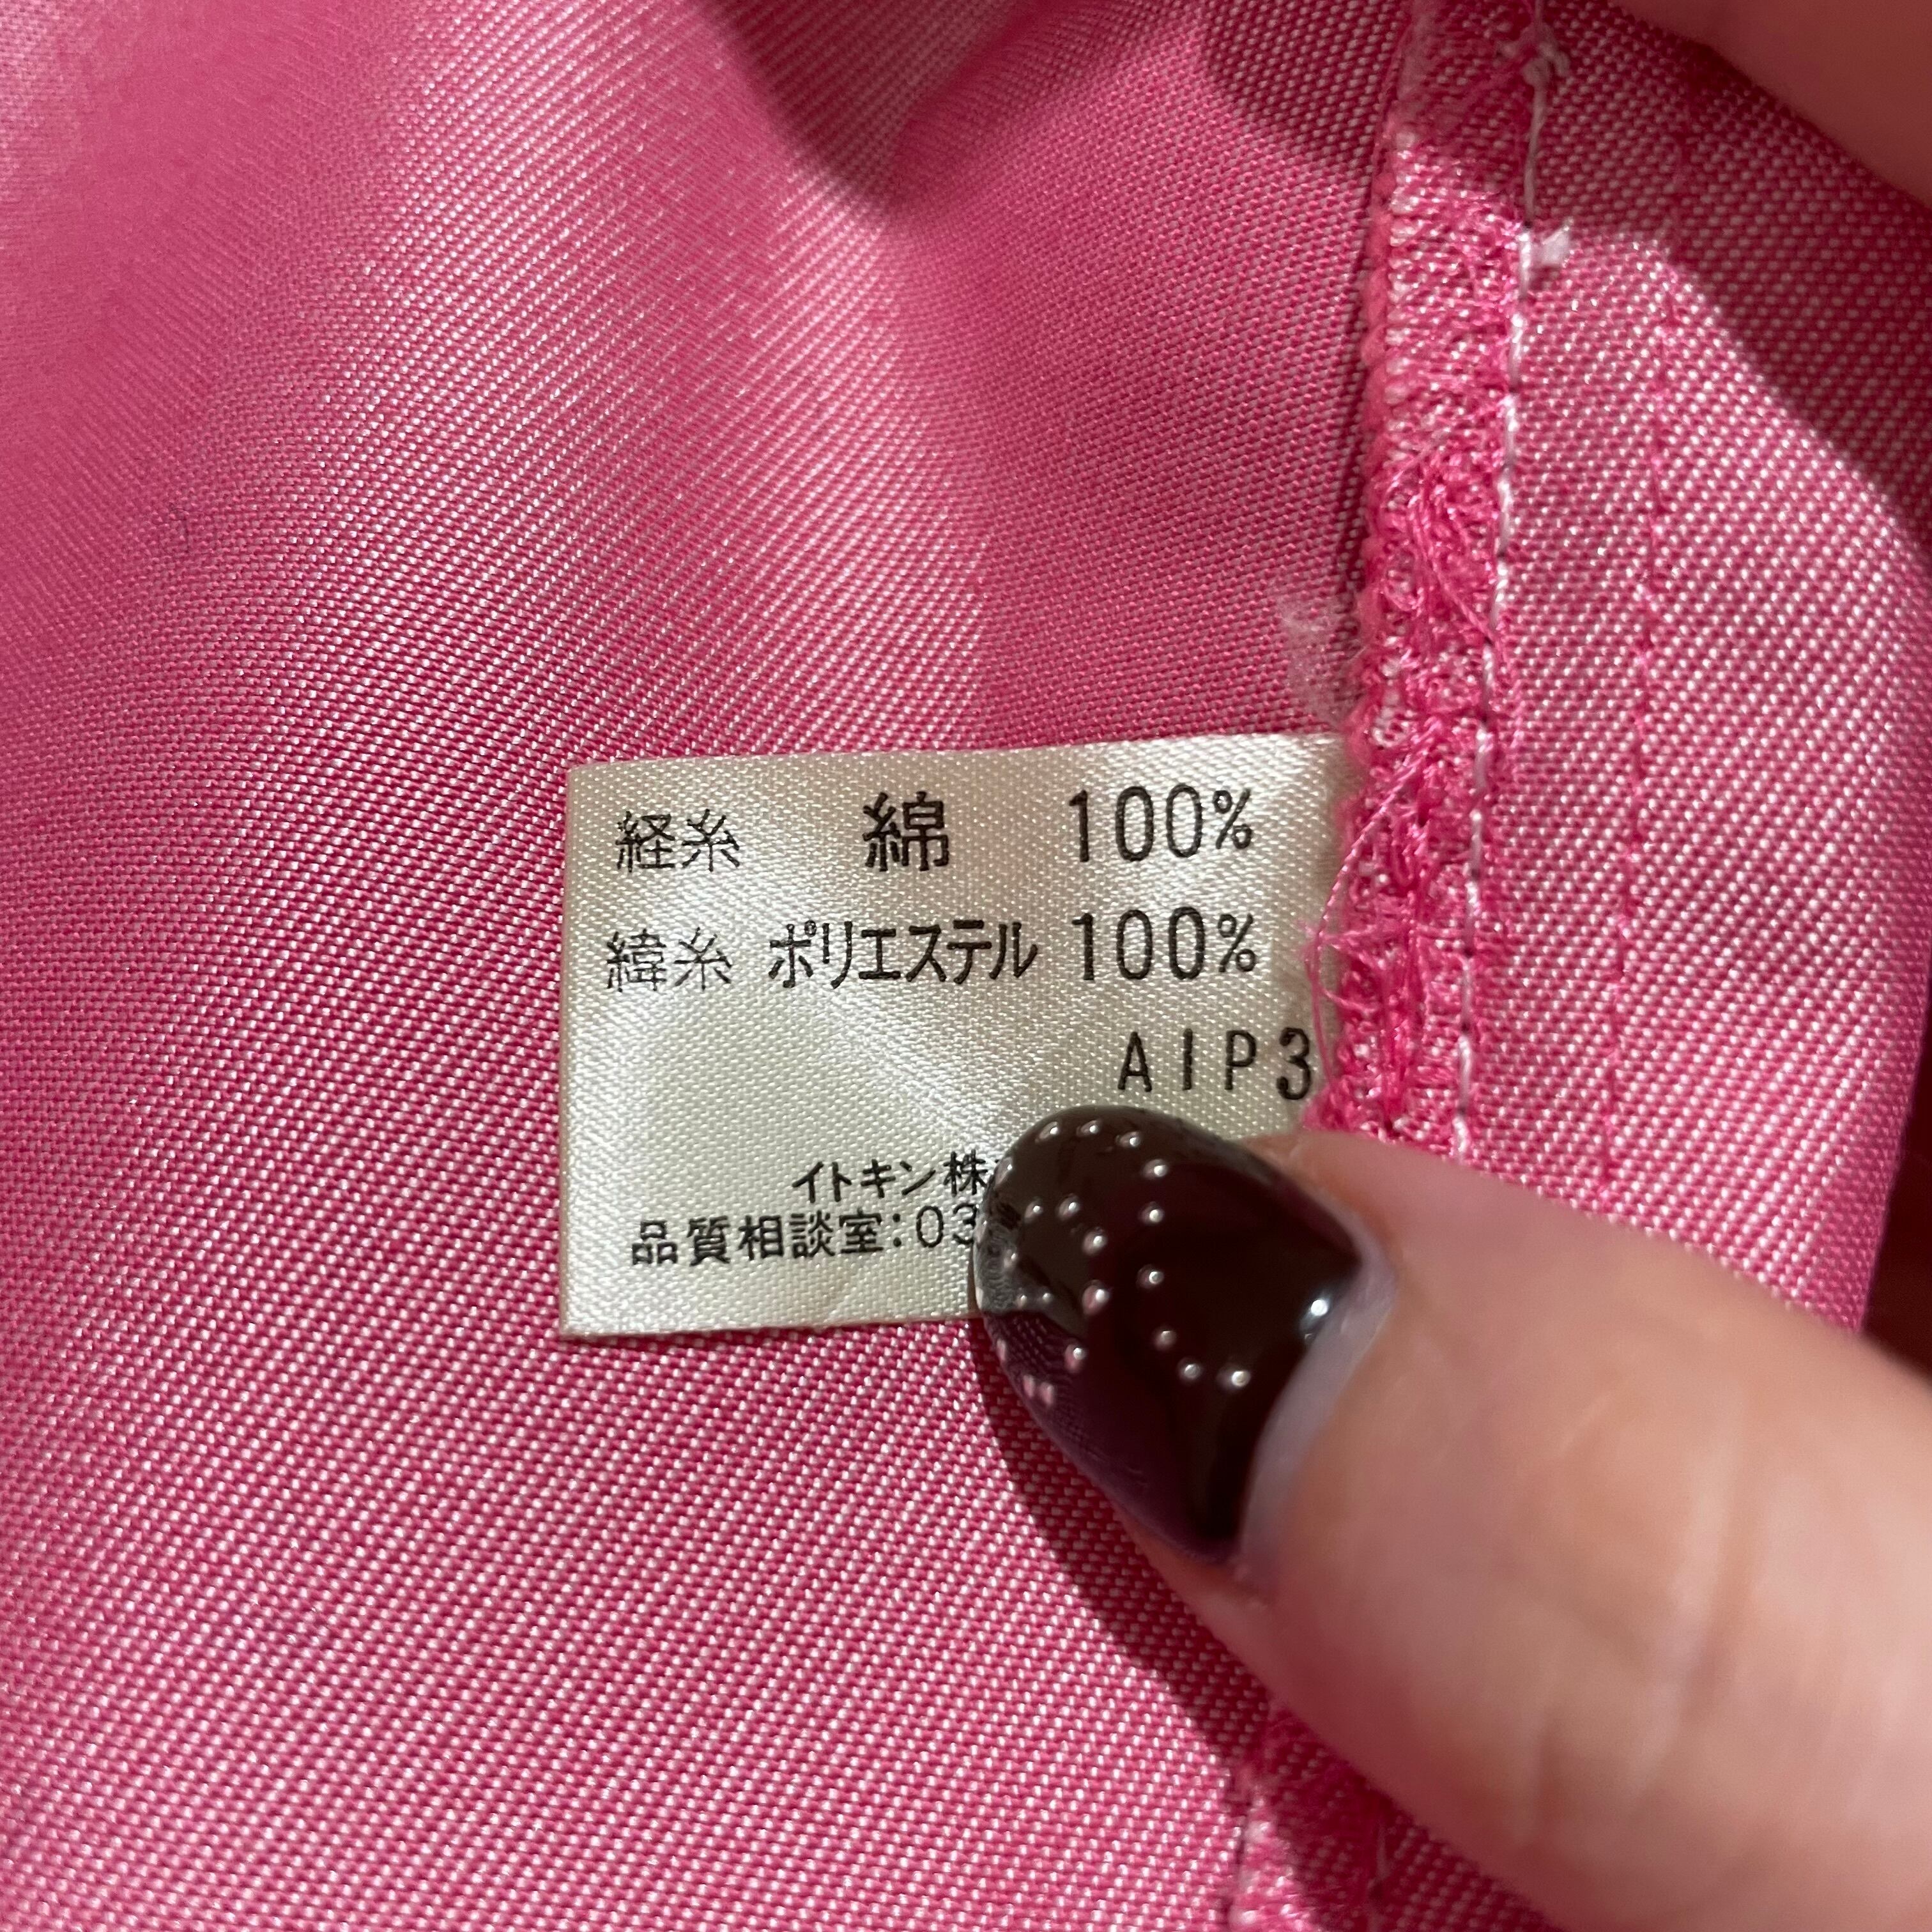 経糸 綿 100%
緯糸 ポリエステル 100%
AIP3
イトキン株
品質相談室:03